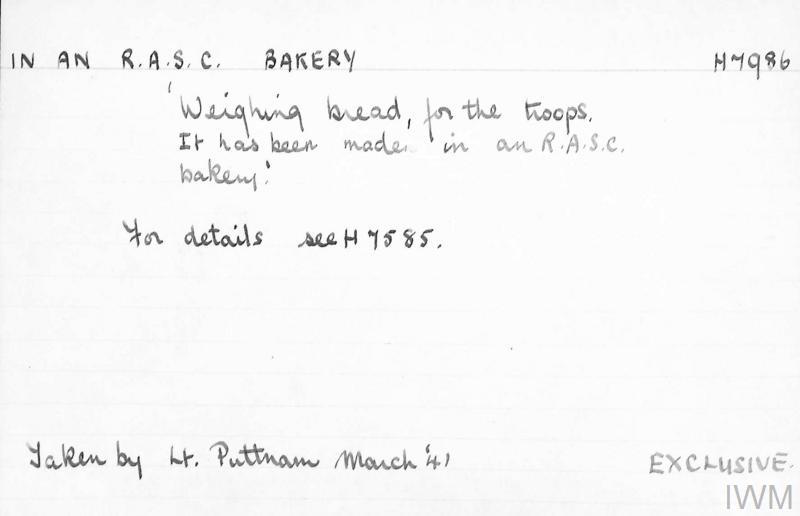 IN AN R.A.S.C. BAKERY H7986
'Weighing bread, for the troops.
It has been made in an R.A.S.C.
bakery.'
For details see H 7585.
Taken by Lt. Puttnam March '41
EXCLUSIVE.
IWM